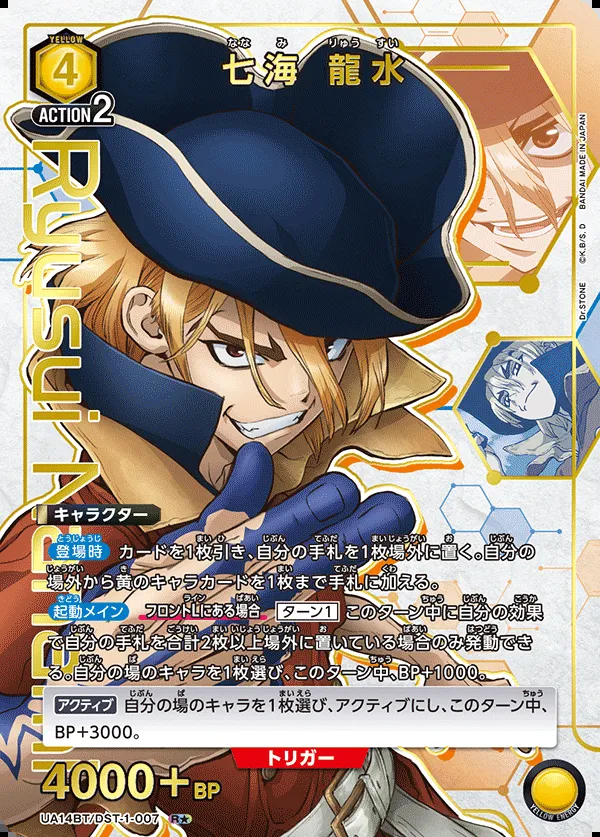 YELLOW
4
ACTION2
なな み りゅう すい
七海 龍水
Ryusui Nanami
Dr.STONE ©K.B/S, D BANDAI MADE IN JAPAN
キャラクター
登場時 カードを1枚引き、自分の手札を1枚場外に置く。自分の
場外から黄のキャラカードを1枚まで手札に加える。
起動メイン フロントLにある場合 ターン1 このターン中に自分の効果
で自分の手札を合計2枚以上場外に置いている場合のみ発動でき
る。自分の場のキャラを1枚選び、このターン中、BP+1000。
アクティブ 自分の場のキャラを1枚選び、アクティブにし、このターン中、
BP+3000。
トリガー
4000+BP
UA14BT/DST-1-007 R★
YELLOW ENERGY